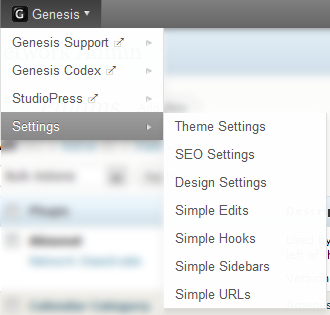 G Genesis
Genesis Support
Genesis Codex
StudioPress
Settings
Theme Settings
SEO Settings
Design Settings
Simple Edits
Simple Hooks
Simple Sidebars
Simple URLs